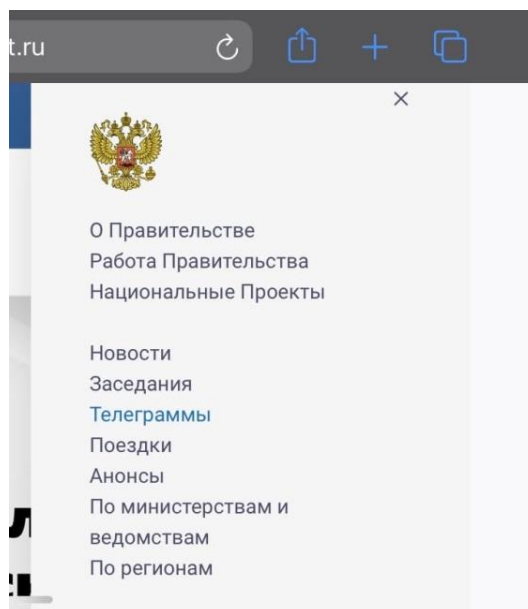 t.ru
О Правительстве
Работа Правительства
Национальные Проекты
Новости
Заседания
Телеграммы
Поездки
Анонсы
По министерствам и
ведомствам
По регионам